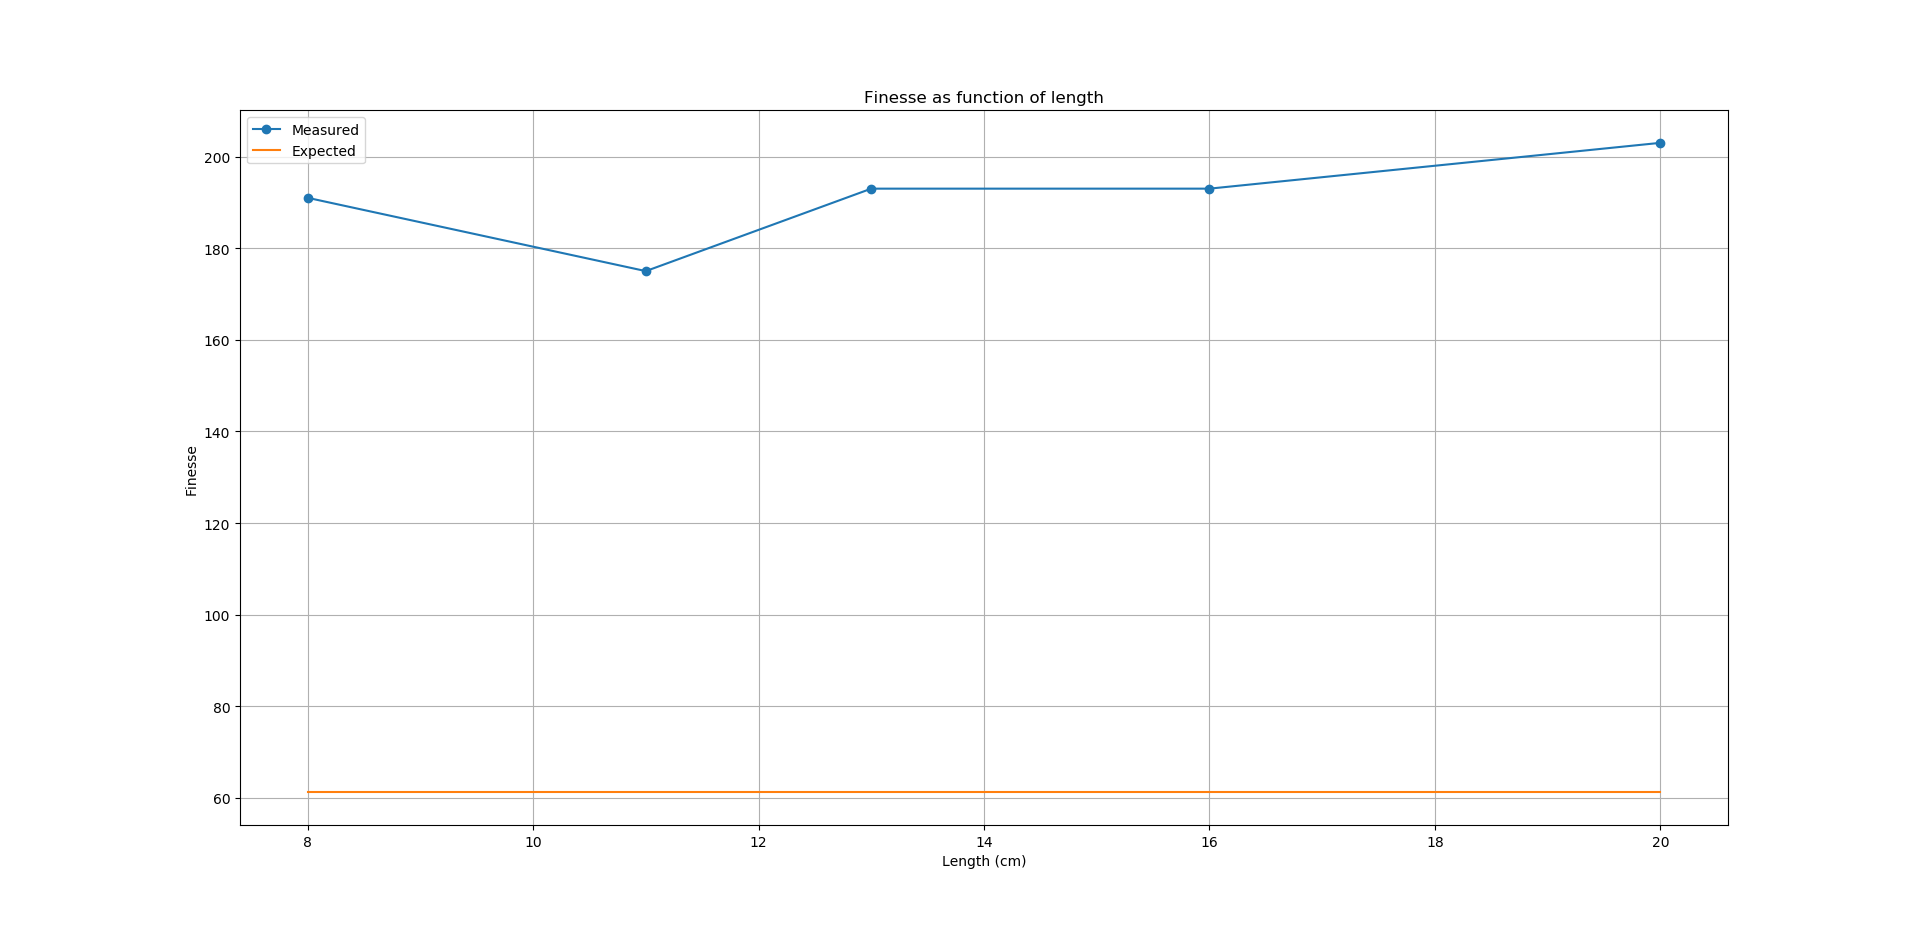 Finesse as function of length
Measured
Expected
200
180
160
140
120
100
80
60
Finesse
8 10 12 14 16 18 20
Length (cm)